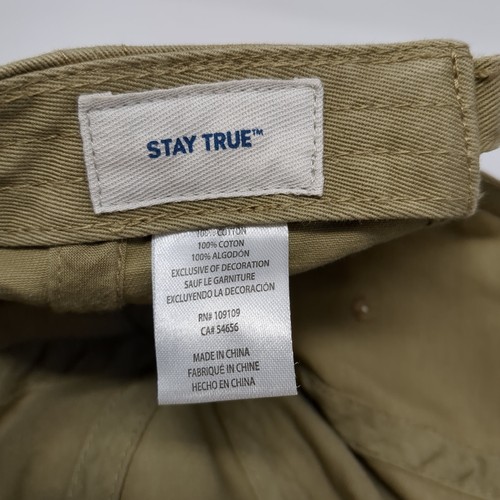 STAY TRUE™
100% COTTON
100% COTON
100% ALGODÓN
EXCLUSIVE OF DECORATION
SAUF LE GARNITURE
EXCLUYENDO LA DECORACIÓN
RN# 109109
CA# 54656
MADE IN CHINA
FABRIQUÉ IN CHINE
HECHO EN CHINA